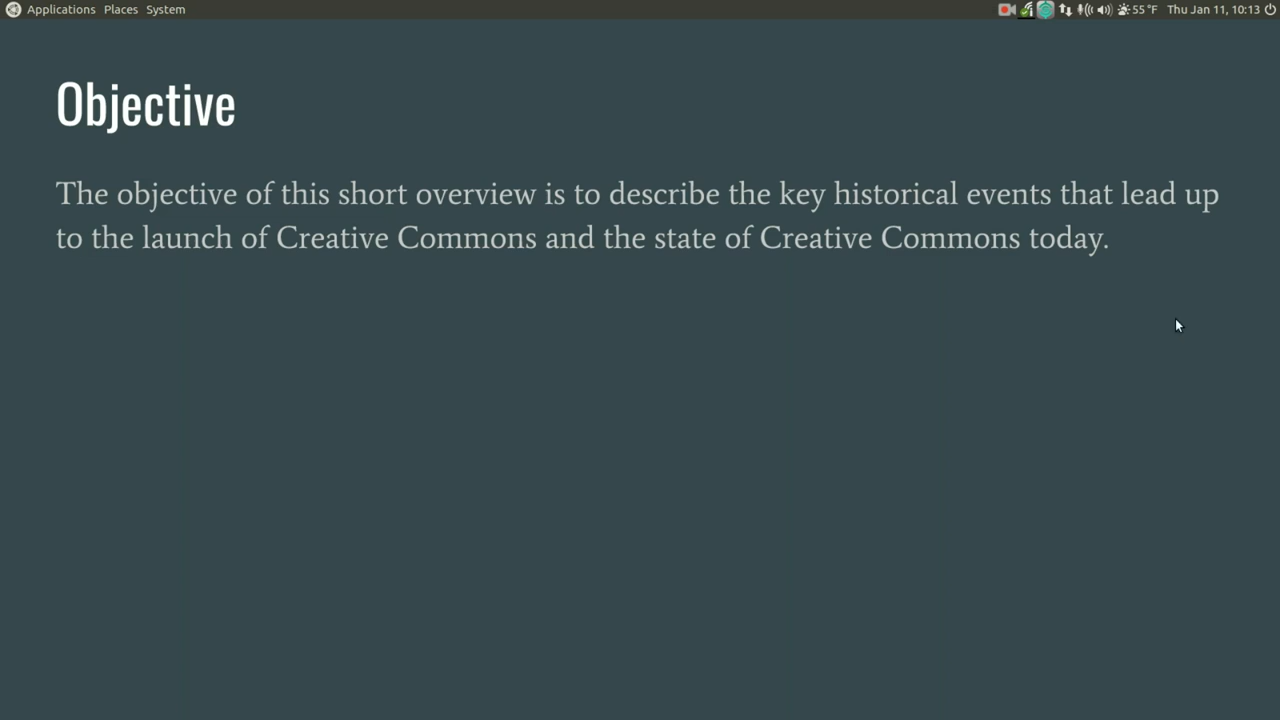 Applications Places System 55 °F Thu Jan 11, 10:13
Objective
The objective of this short overview is to describe the key historical events that lead up
to the launch of Creative Commons and the state of Creative Commons today.